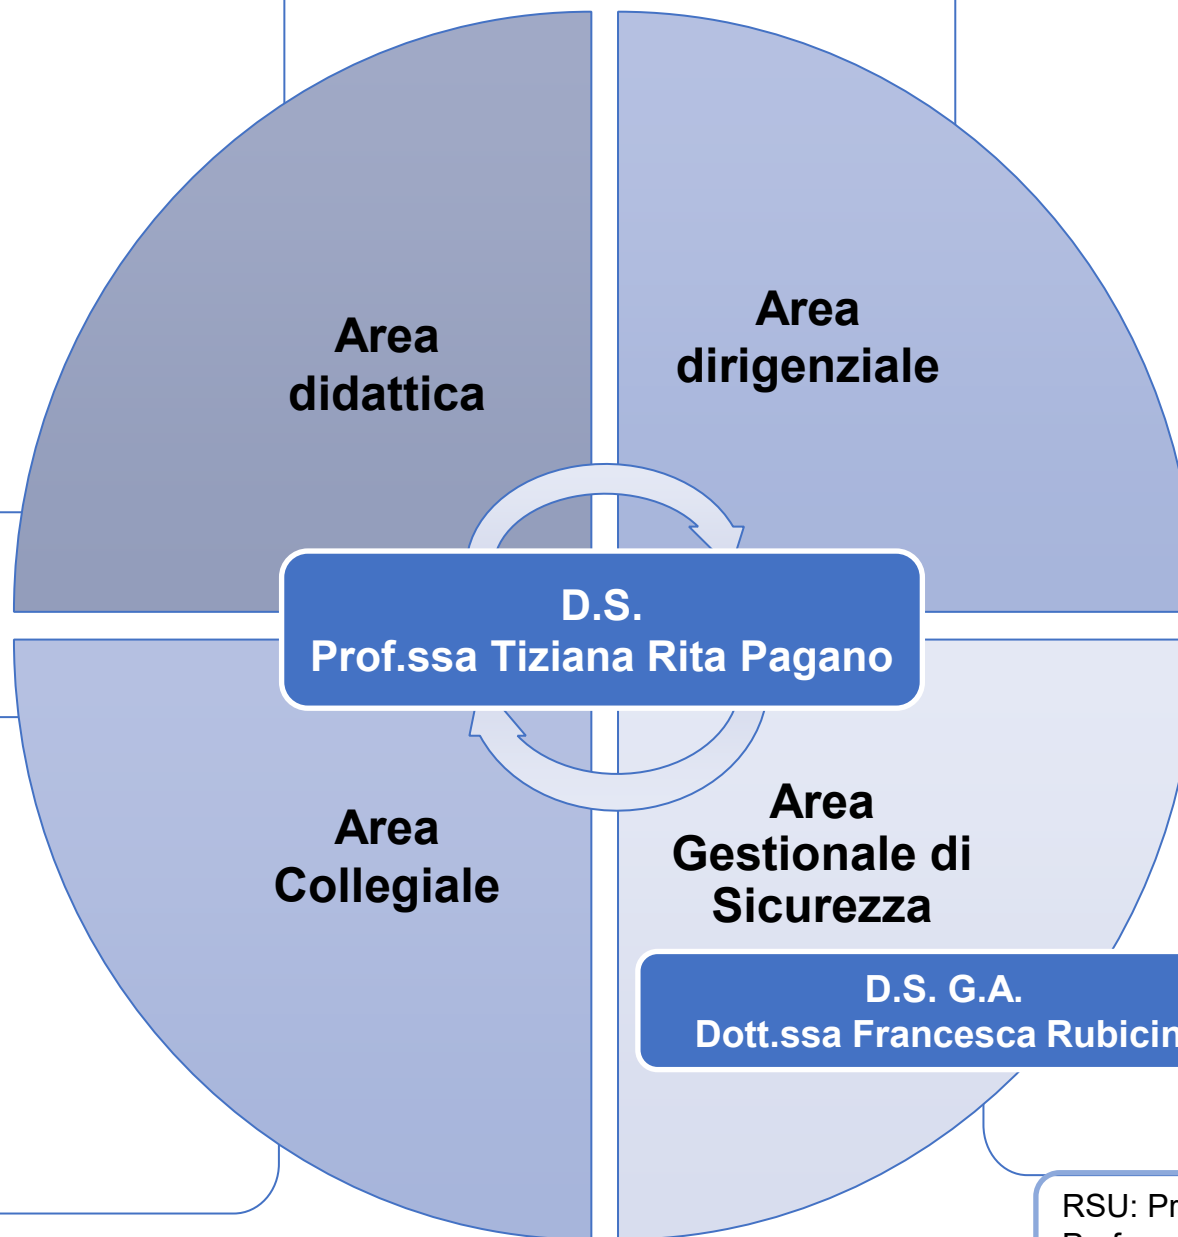 Area
didattica
Area
dirigenziale
D.S.
Prof.ssa Tiziana Rita Pagano
Area
Collegiale
Area
Gestionale di
Sicurezza
D.S. G.A.
Dott.ssa Francesca
RSU: